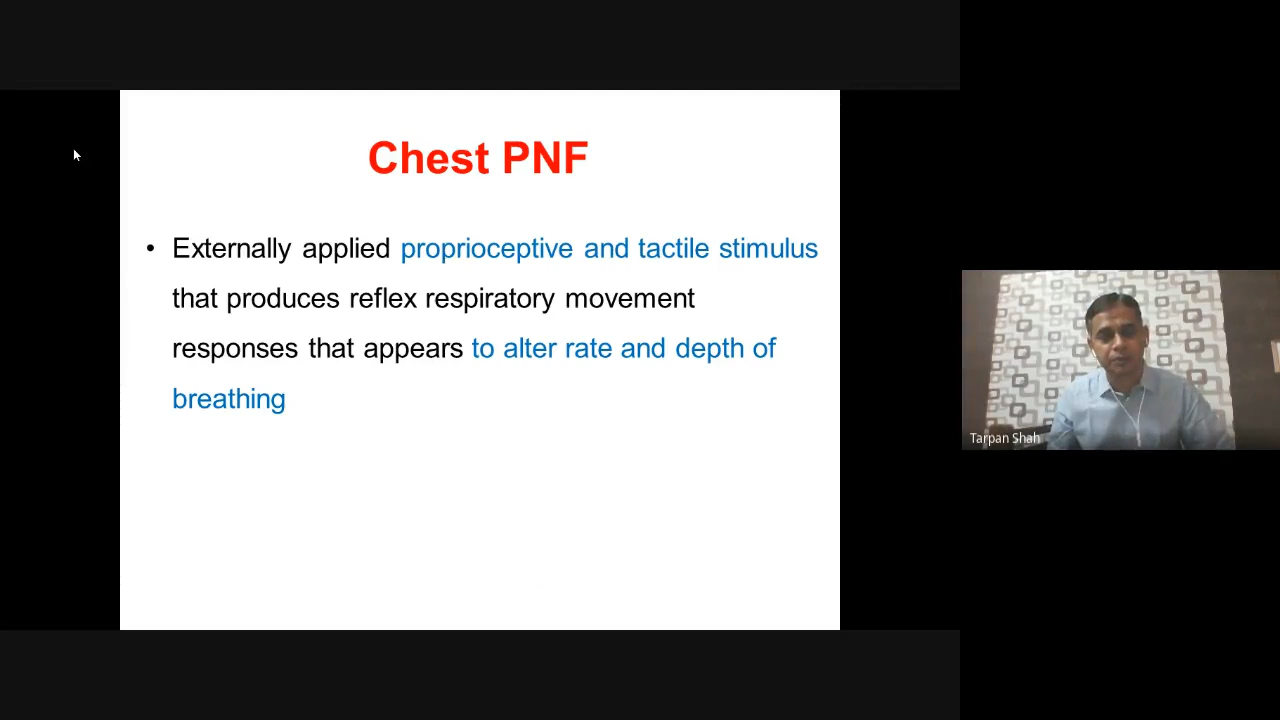 Chest PNF
• Externally applied proprioceptive and tactile stimulus
that produces reflex respiratory movement
responses that appears to alter rate and depth of
breathing
Tarpan Shah